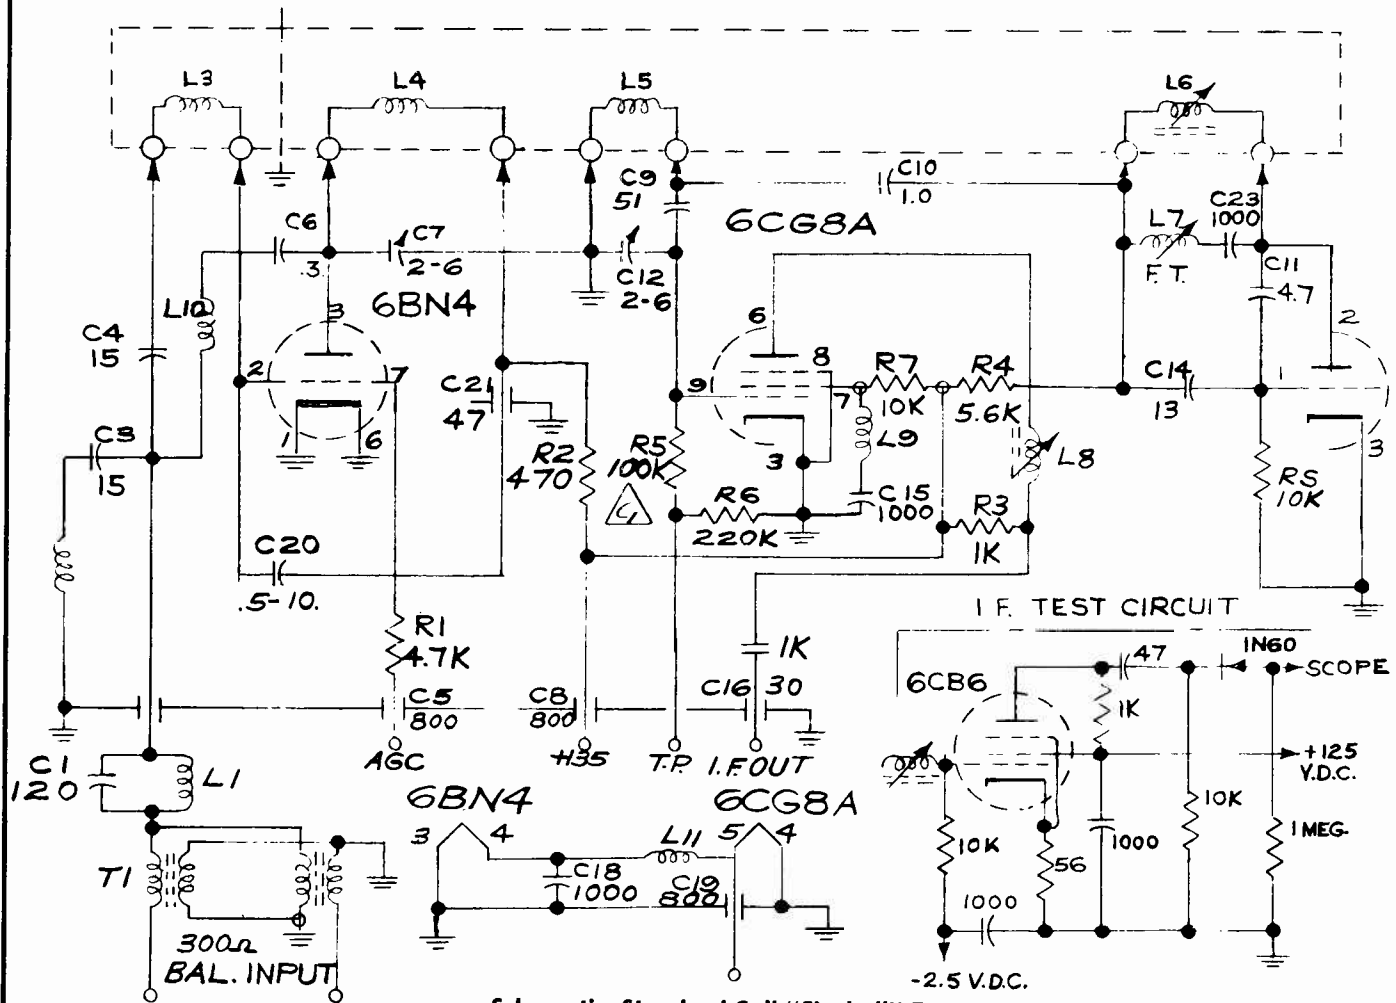 L3
L4
L5
L6
C9
51
C10
1.0
6CG8A
C6
.3
C7
2-6
C12
2-6
L7
F.T.
C23
1000
C11
4.7
L10
6BN4
3
2
7
1
6
C4
15
C3
15
C21
47
R2
470
R5
100K
C1
6
8
9
7
3
R7
10K
R4
5.6K
L9
L8
C15
1000
R6
220K
R3
1K
C14
13
1
2
3
RS
10K
C20
.5-10.
R1
4.7K
C5
800
C8
800
C16
30
1K
AGC
+135
T.P.
I.F. OUT
C1
120
L1
T1
300Ω
BAL. INPUT
6BN4
3
4
C18
1000
L11
6CG8A
5
4
C19
800
I.F. TEST CIRCUIT
6CB6
47
1N60
SCOPE
1K
+125
V.D.C.
10K
56
1000
10K
1 MEG.
1000
-2.5 V.D.C.